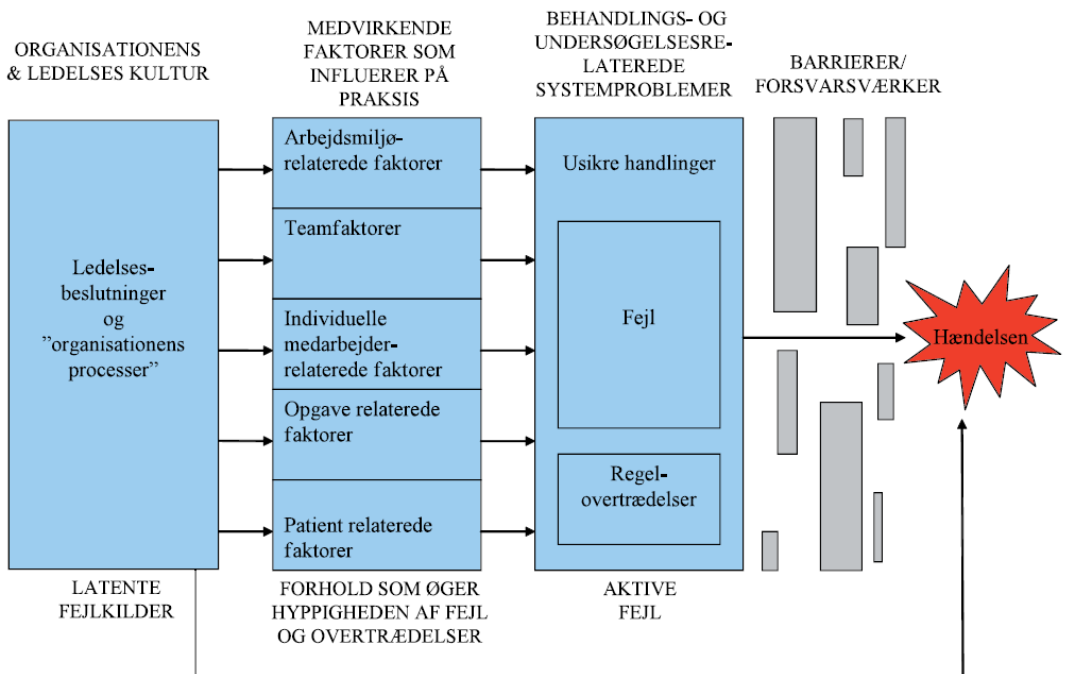 ORGANISATIONENS
& LEDELSES KULTUR
MEDVIRKENDE
FAKTORER SOM
INFLUERER PÅ
PRAKSIS
BEHANDLINGS- OG
UNDERSØGELSESRE-
LATEREDE
SYSTEMPROBLEMER
BARRIERER/
FORSVARSVÆRKER
Ledelses-
beslutninger
og
”organisationens
processer”
Arbejdsmiljø-
relaterede faktorer
Teamfaktorer
Individuelle
medarbejder-
relaterede faktorer
Opgave relaterede
faktorer
Patient relaterede
faktorer
Usikre handlinger
Fejl
Regel-
overtrædelser
Hændelsen
LATENTE
FEJLKILDER
FORHOLD SOM ØGER
HYPPIGHEDEN AF FEJL
OG OVERTRÆDELSER
AKTIVE
FEJL